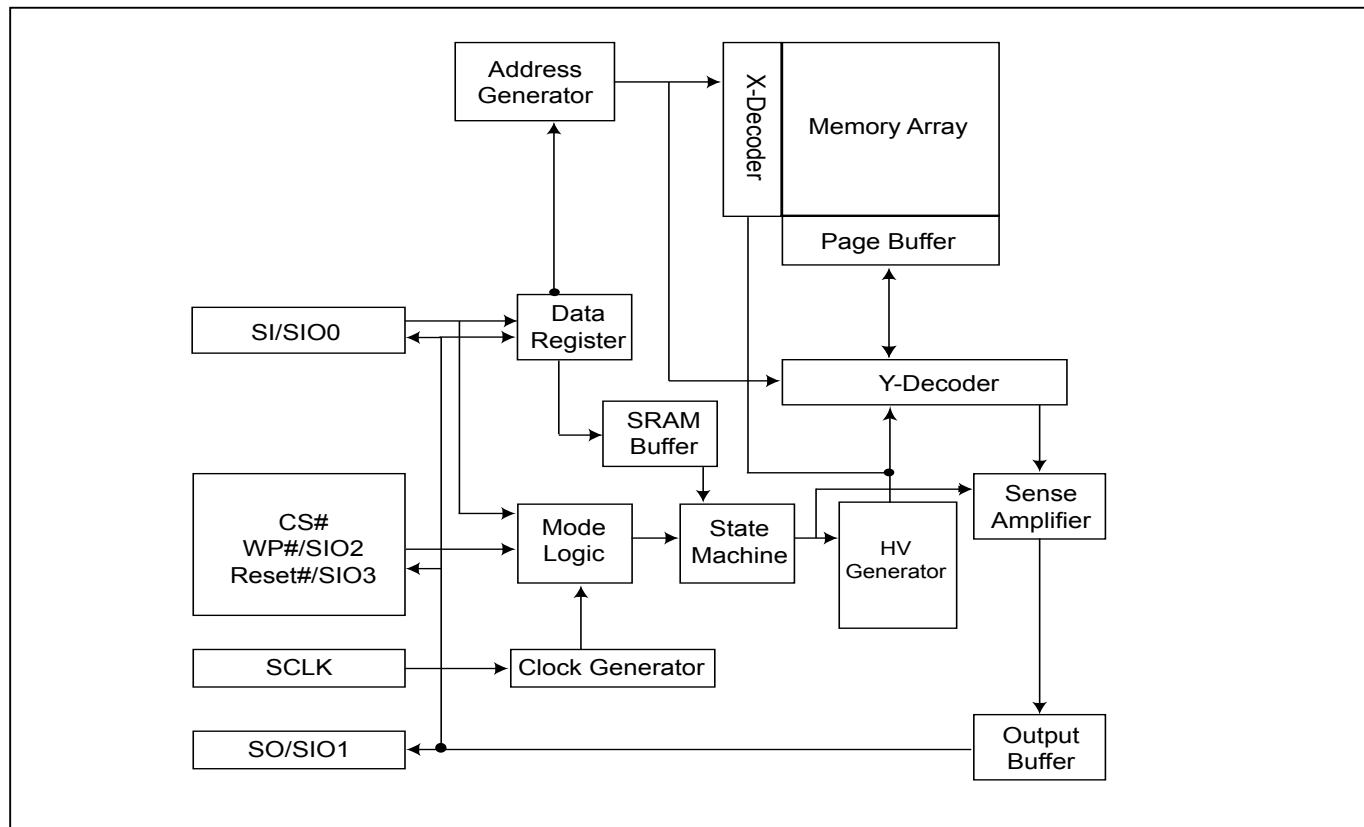 Address
Generator
X-Decoder
Memory Array
Page Buffer
SI/SIO0
Data
Register
Y-Decoder
SRAM
Buffer
CS#
WP#/SIO2
Reset#/SIO3
Mode
Logic
State
Machine
HV
Generator
Sense
Amplifier
SCLK
Clock Generator
SO/SIO1
Output
Buffer